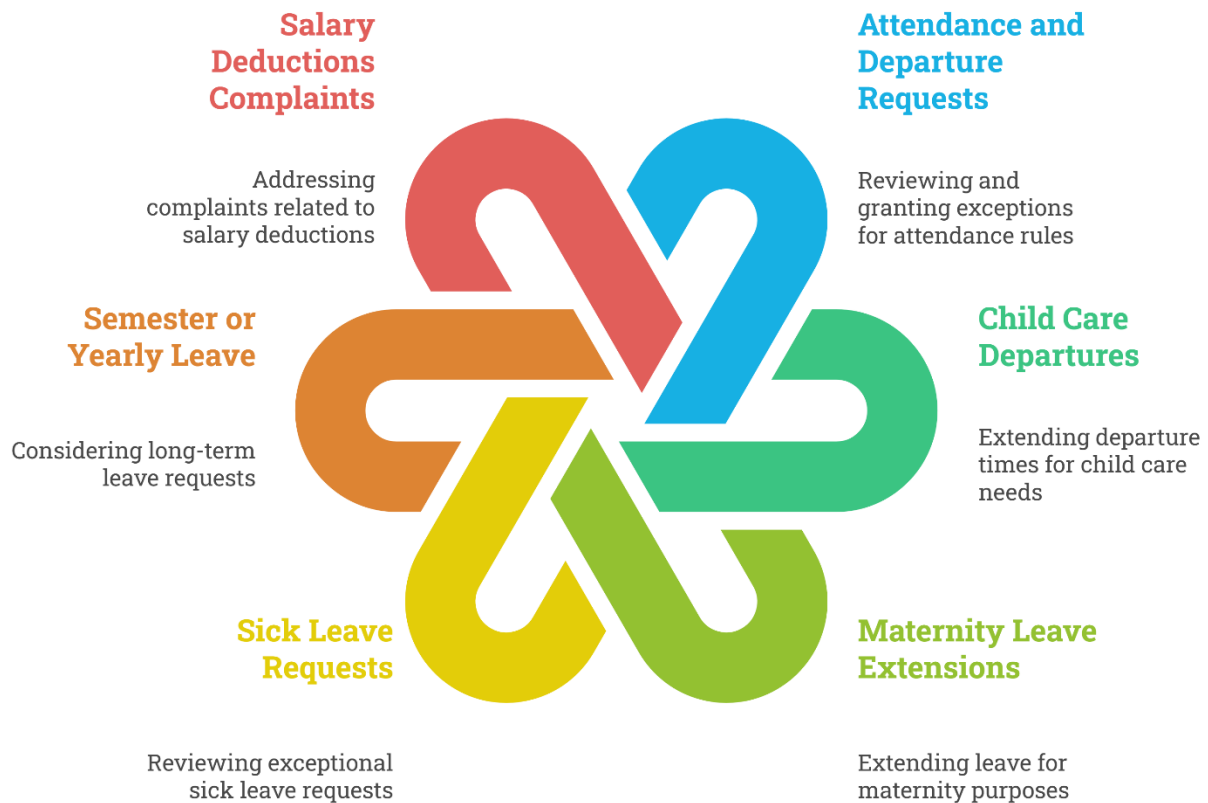 Salary
Deductions
Complaints
Addressing
complaints related to
salary deductions
Attendance and
Departure
Requests
Reviewing and
granting exceptions
for attendance rules
Semester or
Yearly Leave
Considering long-term
leave requests
Child Care
Departures
Extending departure
times for child care
needs
Sick Leave
Requests
Reviewing exceptional
sick leave requests
Maternity Leave
Extensions
Extending leave for
maternity purposes